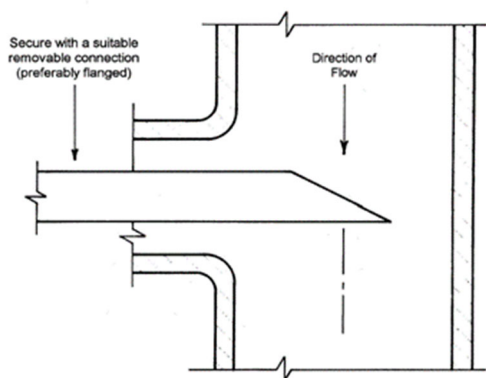 Secure with a suitable
removable connection
(preferably flanged)
Direction of
Flow